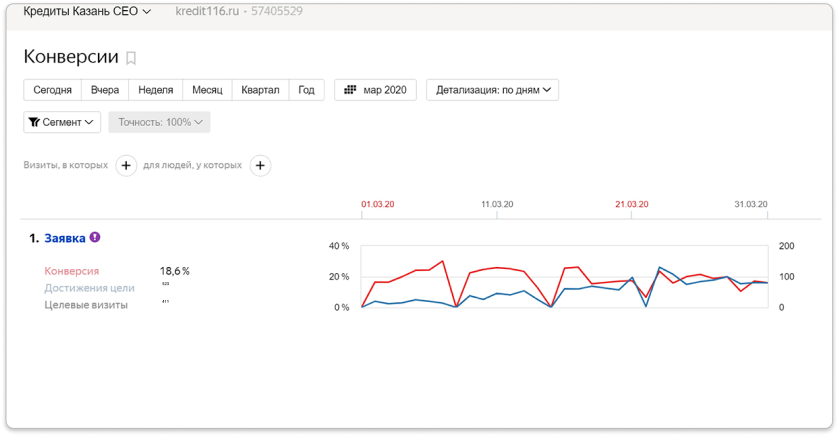 Кредиты Казань СЕО kredit116.ru • 57405529
Конверсии
Сегодня Вчера Неделя Месяц Квартал Год мар 2020 Детализация: по дням
Сегмент Точность: 100%
Визиты, в которых + для людей, у которых +
01.03.20 11.03.20 21.03.20 31.03.20
1. Заявка
40 % 200
Конверсия 18,6 %
20 % 100
Достижения цели
Целевые визиты
0 % 0